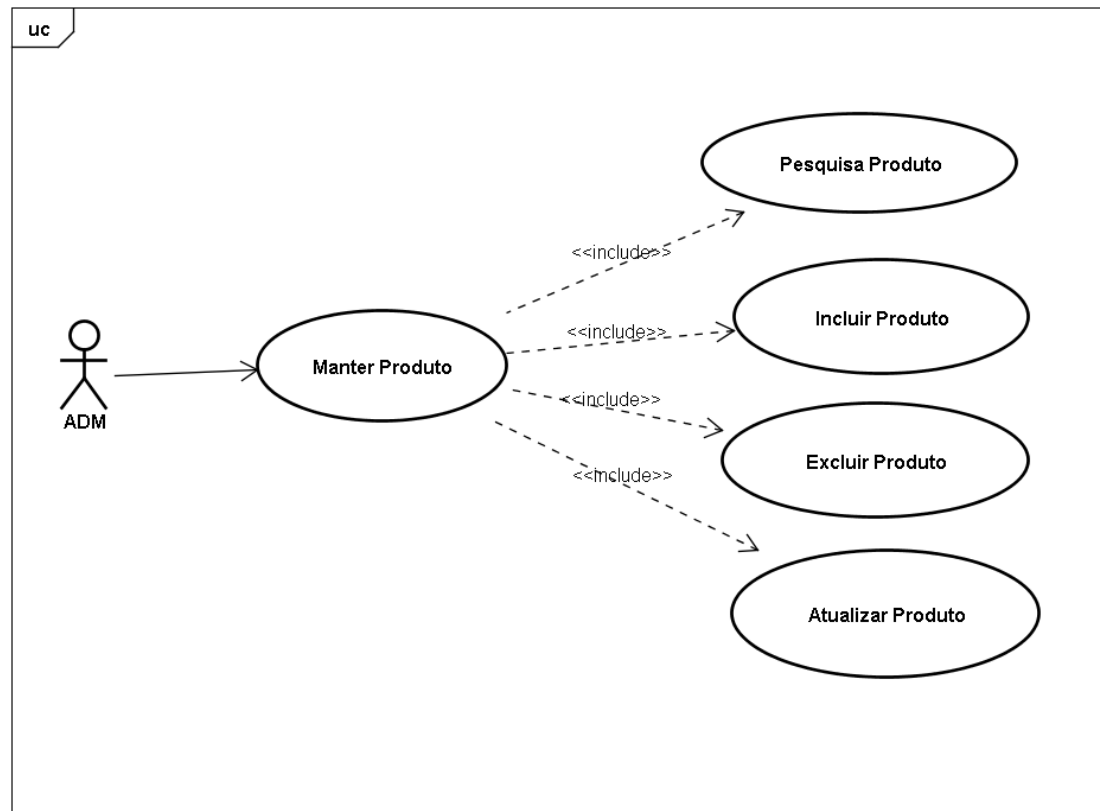 uc
Pesquisa Produto
<<include>>
Incluir Produto
<<include>>
Manter Produto
<<include>>
ADM
Excluir Produto
<<include>>
Atualizar Produto